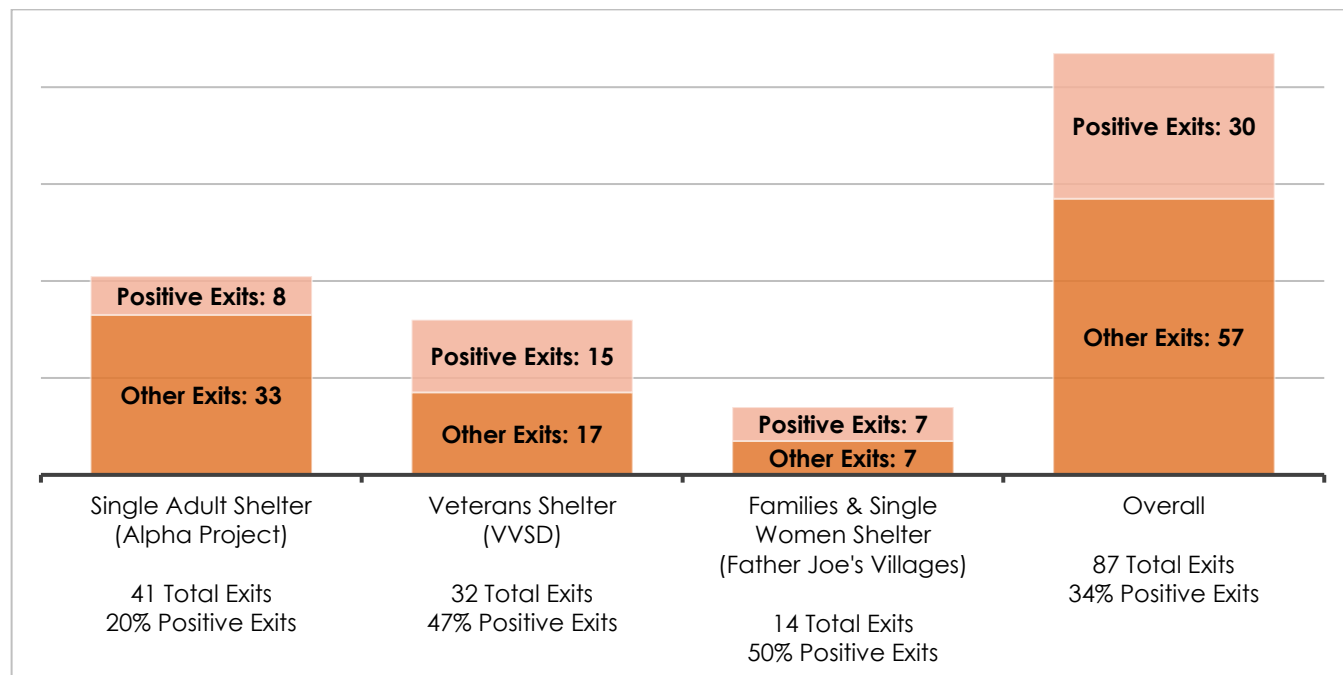 Positive Exits: 8
Other Exits: 33
Single Adult Shelter
(Alpha Project)
41 Total Exits
20% Positive Exits
Positive Exits: 15
Other Exits: 17
Veterans Shelter
(VVSD)
32 Total Exits
47% Positive Exits
Positive Exits: 7
Other Exits: 7
Families & Single
Women Shelter
(Father Joe's Villages)
14 Total Exits
50% Positive Exits
Positive Exits: 30
Other Exits: 57
Overall
87 Total Exits
34% Positive Exits